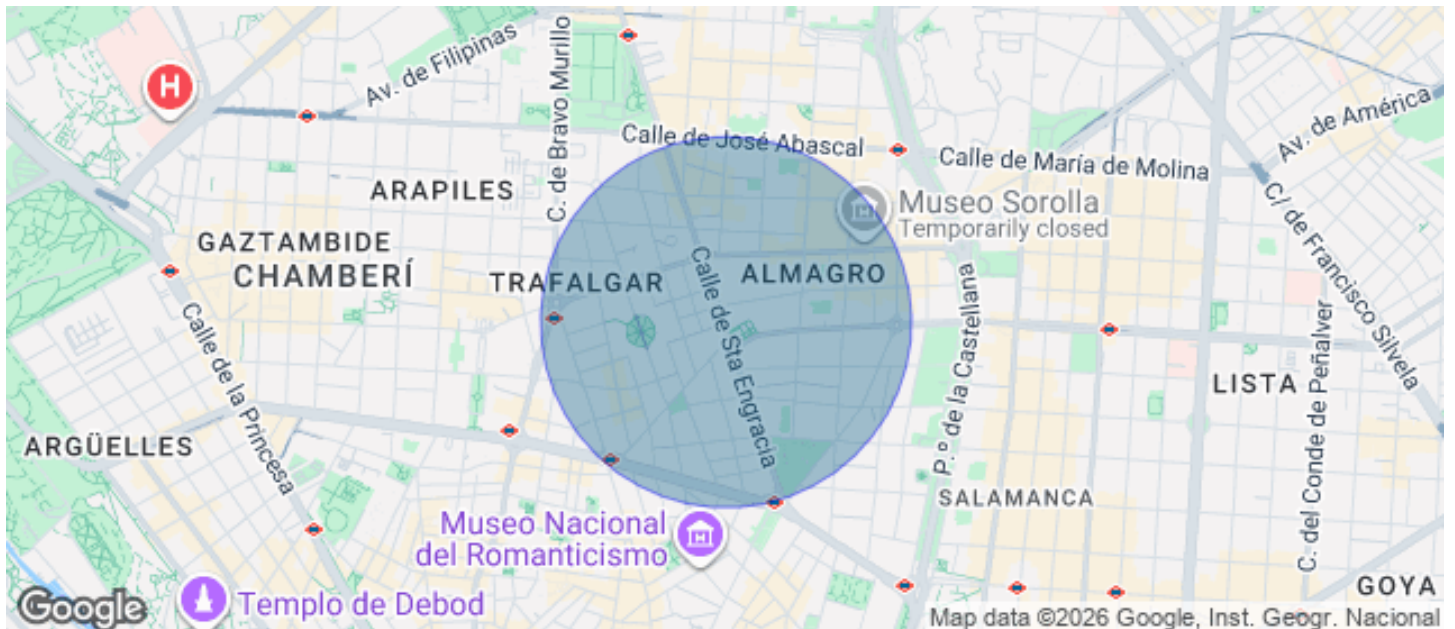 Av. de Filipinas
C. de Bravo Murillo
H
Calle de José Abascal
Calle de María de Molina
Av. de América
C/ de Francisco Silvela
ARAPILES
GAZTAMBIDE
CHAMBERÍ
TRAFALGAR
ALMAGRO
Museo Sorolla
Temporarily closed
Calle de la Princesa
Calle de Sta Engracia
P.º de la Castellana
C. del Conde de Peñalver
LISTA
ARGÜELLES
SALAMANCA
Museo Nacional
del Romanticismo
Templo de Debod
GOYA
Google
Map data ©2026 Google, Inst. Geogr. Nacional